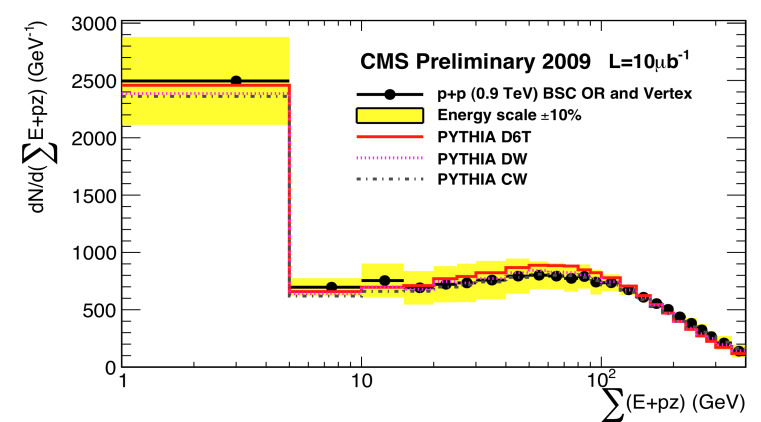 dN/d(∑E+pz) (GeV⁻¹)
3000
2500
2000
1500
1000
500
0
CMS Preliminary 2009 L=10μb⁻¹
p+p (0.9 TeV) BSC OR and Vertex
Energy scale ±10%
PYTHIA D6T
PYTHIA DW
PYTHIA CW
1
10
10²
∑(E+pz) (GeV)